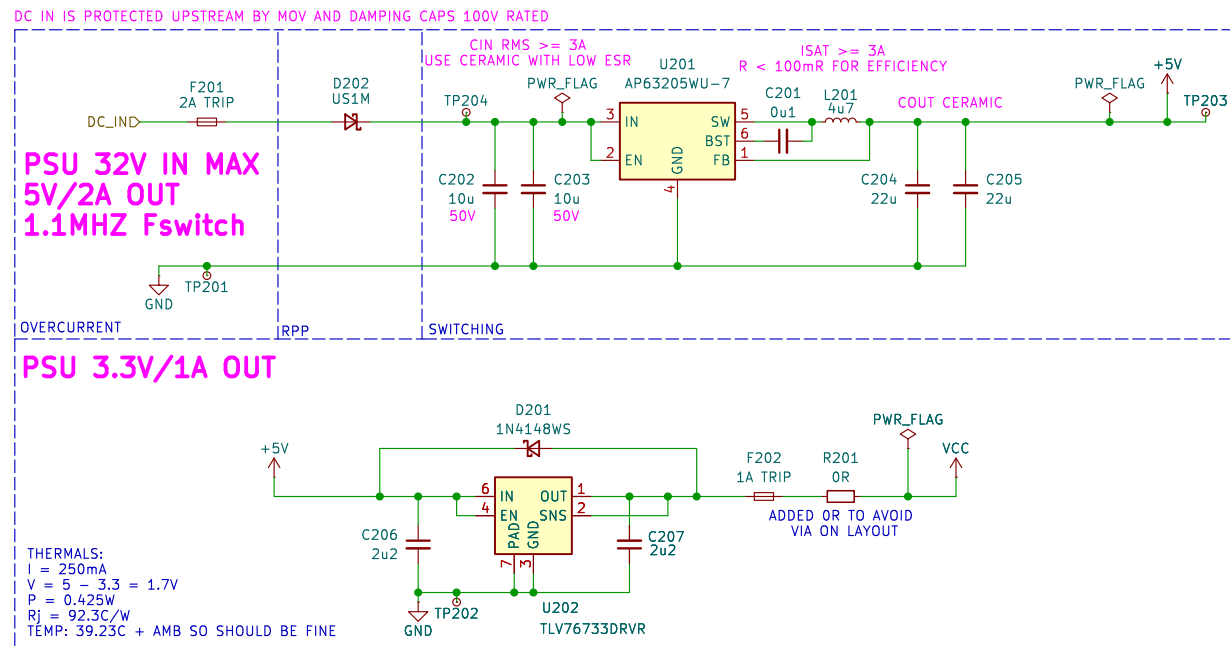 DC IN IS PROTECTED UPSTREAM BY MOV AND DAMPING CAPS 100V RATED
CIN RMS >= 3A
USE CERAMIC WITH LOW ESR
ISAT >= 3A
R < 100mR FOR EFFICIENCY
F201
2A TRIP
D202
US1M
TP204
PWR_FLAG
U201
AP63205WU-7
C201
0u1
L201
4u7
COUT CERAMIC
PWR_FLAG
+5V
TP203
DC_IN
3 IN
2 EN
SW 5
BST 6
FB 1
GND
4
PSU 32V IN MAX
5V/2A OUT
1.1MHZ Fswitch
C202
10u
50V
C203
10u
50V
C204
22u
C205
22u
GND
TP201
OVERCURRENT
RPP
SWITCHING
PSU 3.3V/1A OUT
D201
1N4148WS
+5V
PWR_FLAG
VCC
F202
1A TRIP
R201
0R
6 IN
4 EN
OUT 1
SNS 2
PAD
GND
7
3
ADDED 0R TO AVOID
VIA ON LAYOUT
C206
2u2
C207
2u2
THERMALS:
I = 250mA
V = 5 - 3.3 = 1.7V
P = 0.425W
Rj = 92.3C/W
TEMP: 39.23C + AMB SO SHOULD BE FINE
GND
TP202
U202
TLV76733DRVR